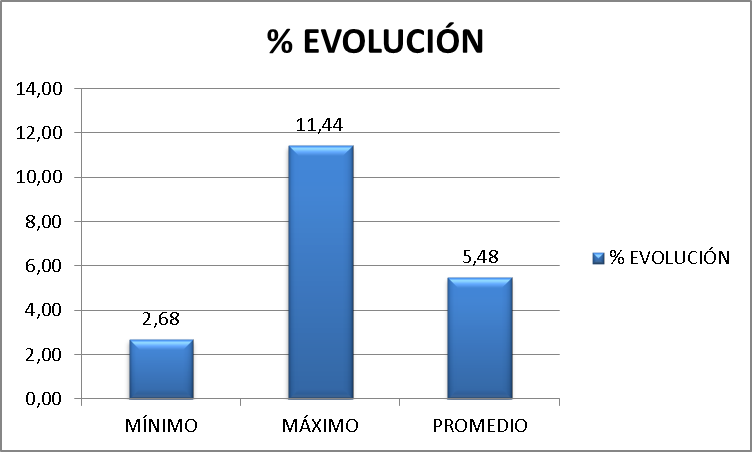 % EVOLUCIÓN
14,00
12,00
10,00
8,00
6,00
4,00
2,00
0,00
2,68
11,44
5,48
MÍNIMO
MÁXIMO
PROMEDIO
% EVOLUCIÓN